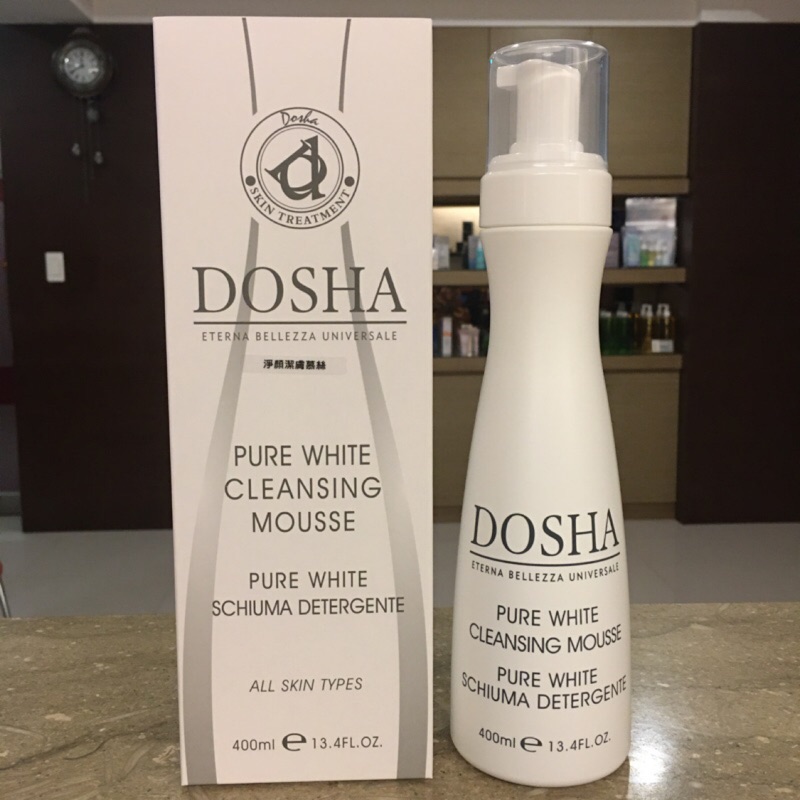 Dosha
SKIN TREATMENT
DOSHA
ETERNA BELLEZZA UNIVERSALE
淨顏潔膚慕絲
PURE WHITE
CLEANSING
MOUSSE
PURE WHITE
SCHIUMA DETERGENTE
ALL SKIN TYPES
400ml ℮ 13.4FL.OZ.
DOSHA
ETERNA BELLEZZA UNIVERSALE
PURE WHITE
CLEANSING MOUSSE
PURE WHITE
SCHIUMA DETERGENTE
400ml ℮ 13.4FL.OZ.